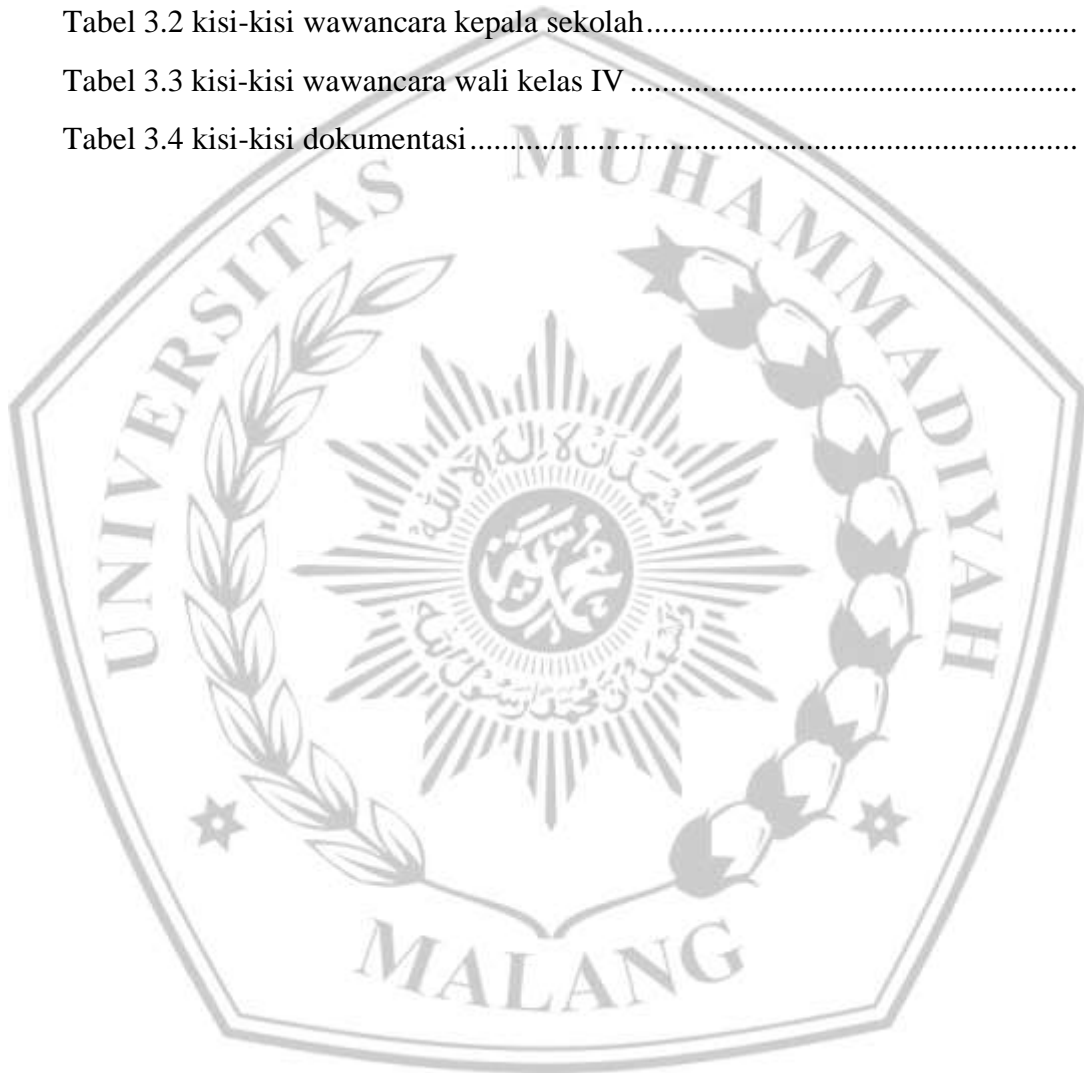 Tabel 3.2 kisi-kisi wawancara kepala sekolah..................................................................
Tabel 3.3 kisi-kisi wawancara wali kelas IV ....................................................................
Tabel 3.4 kisi-kisi dokumentasi.............................................................................................
UNIVERSITAS MUHAMMADIYAH
MALANG